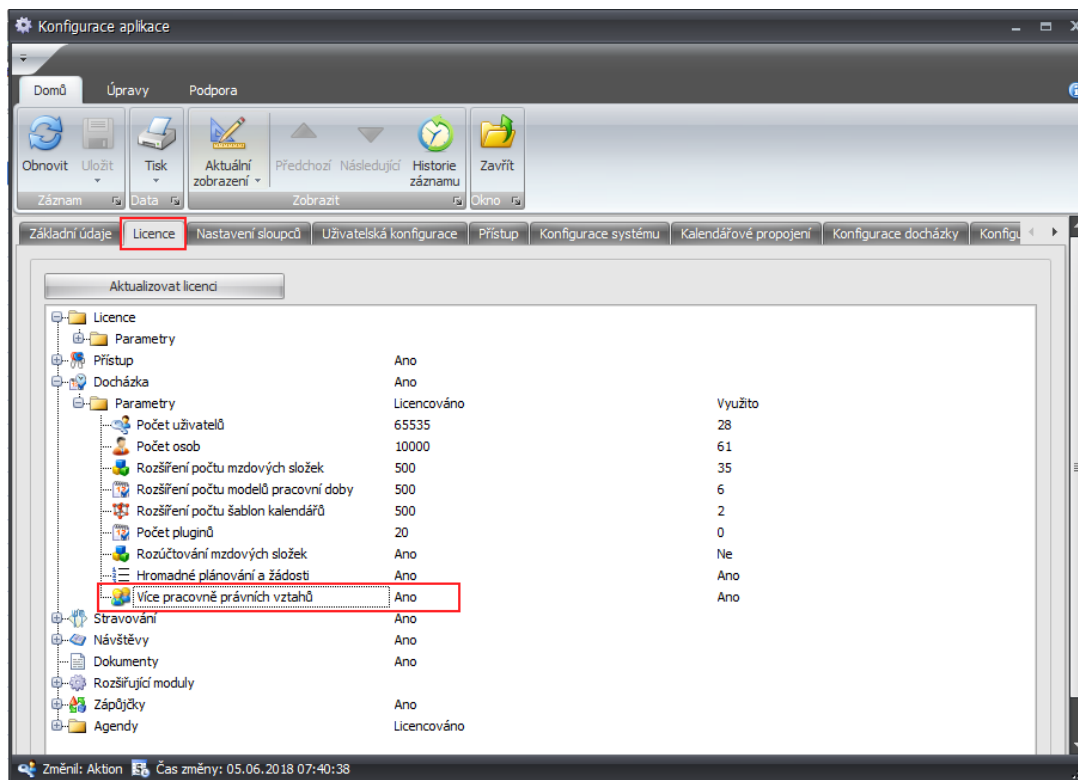 Konfigurace aplikace
Domů Úpravy Podpora
Obnovit Uložit Tisk Aktuální zobrazení Předchozí Následující Historie záznamu Zavřít
Záznam Data Zobrazit Okno
Základní údaje Licence Nastavení sloupců Uživatelská konfigurace Přístup Konfigurace systému Kalendářové propojení Konfigurace docházky Konfigu
Aktualizovat licenci
Licence
Parametry
Přístup Ano
Docházka Ano
Parametry Licencováno Využito
Počet uživatelů 65535 28
Počet osob 10000 61
Rozšíření počtu mzdových složek 500 35
Rozšíření počtu modelů pracovní doby 500 6
Rozšíření počtu šablon kalendářů 500 2
Počet pluginů 20 0
Rozúčtování mzdových složek Ano Ne
Hromadné plánování a žádosti Ano Ano
Více pracovně právních vztahů Ano Ano
Stravování Ano
Návštěvy Ano
Dokumenty Ano
Rozšiřující moduly
Zápůjčky Ano
Agendy Licencováno
Změnil: Aktion Čas změny: 05.06.2018 07:40:38